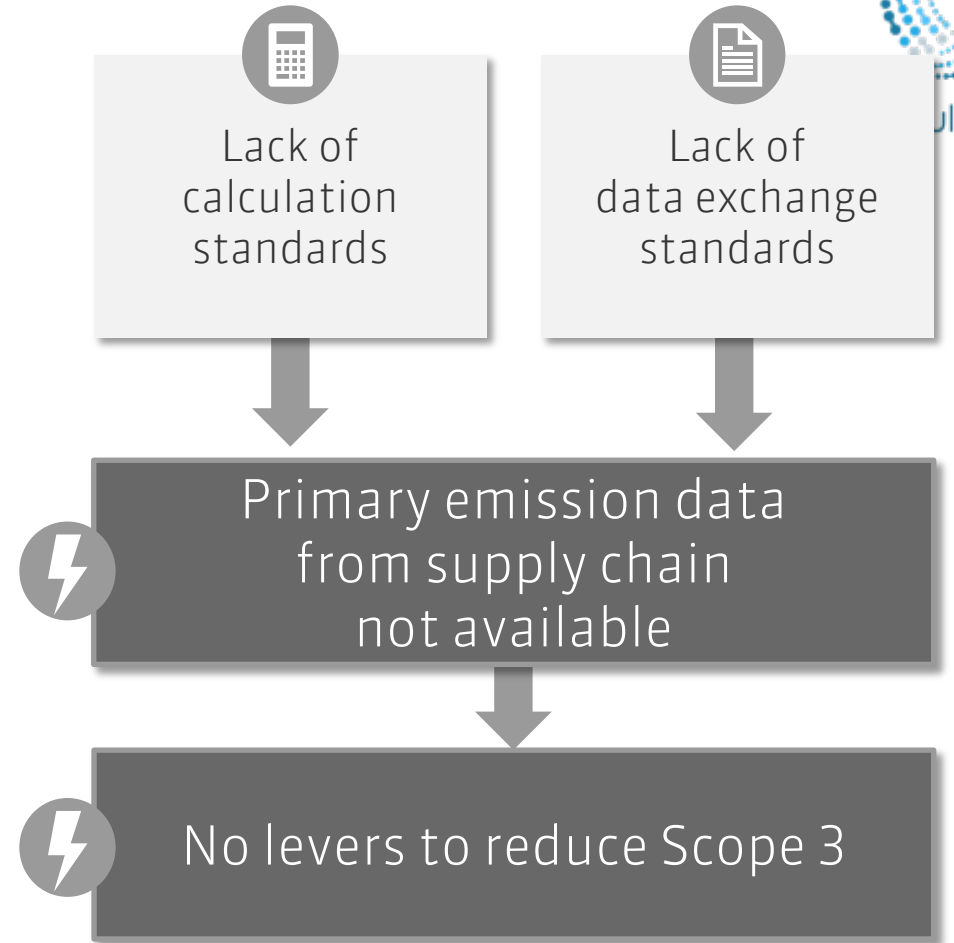 Lack of
calculation
standards
Lack of
data exchange
standards
Primary emission data
from supply chain
not available
No levers to reduce Scope 3